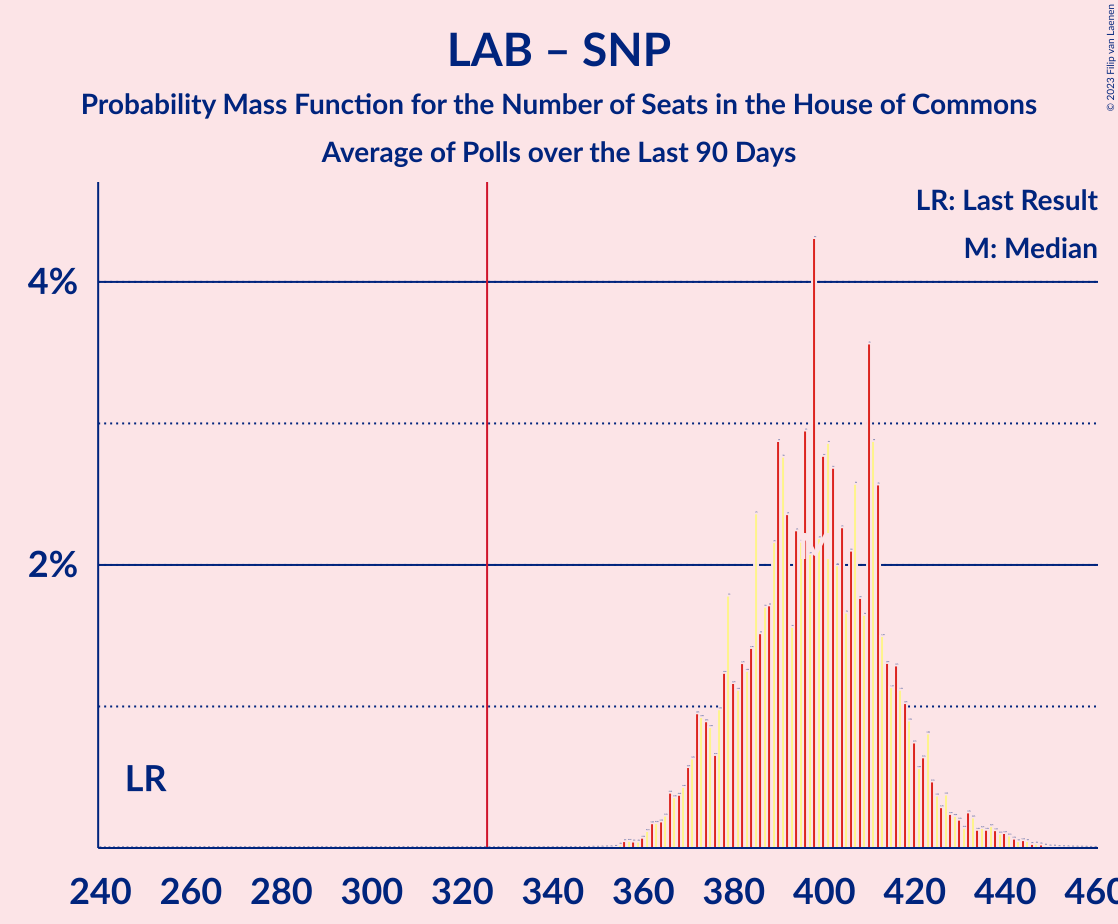 LAB – SNP
Probability Mass Function for the Number of Seats in the House of Commons
Average of Polls over the Last 90 Days
© 2023 Filip van Laenen
LR: Last Result
M: Median
4%
2%
LR
M
240 260 280 300 320 340 360 380 400 420 440 460